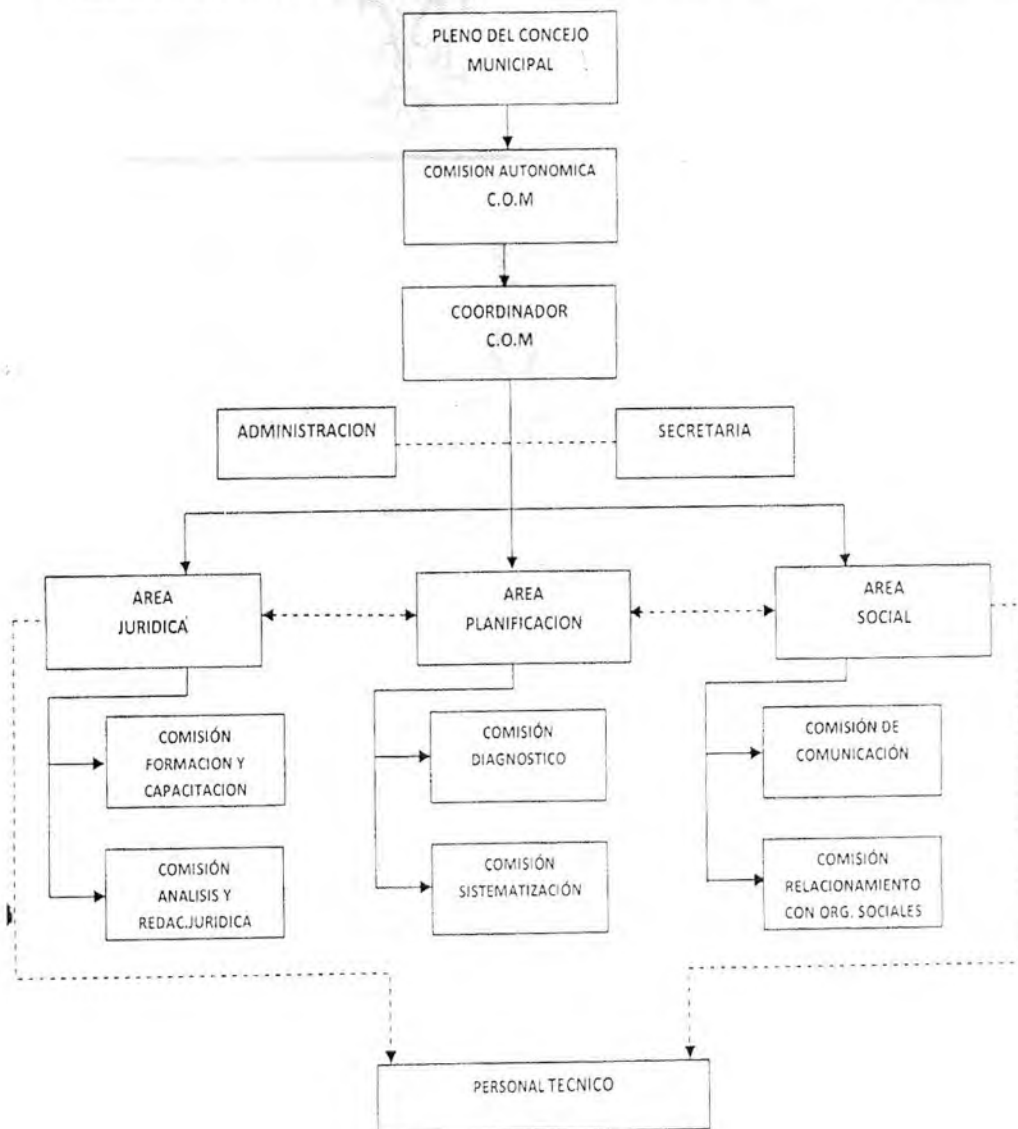 PLENO DEL CONCEJO
MUNICIPAL
COMISION AUTONOMICA
C.O.M
COORDINADOR
C.O.M
ADMINISTRACION
SECRETARIA
AREA
JURIDICA
AREA
PLANIFICACION
AREA
SOCIAL
COMISIÓN
FORMACION Y
CAPACITACION
COMISIÓN
DIAGNOSTICO
COMISIÓN DE
COMUNICACIÓN
COMISIÓN
ANALISIS Y
REDAC.JURIDICA
COMISIÓN
SISTEMATIZACIÓN
COMISIÓN
RELACIONAMIENTO
CON ORG. SOCIALES
PERSONAL TECNICO